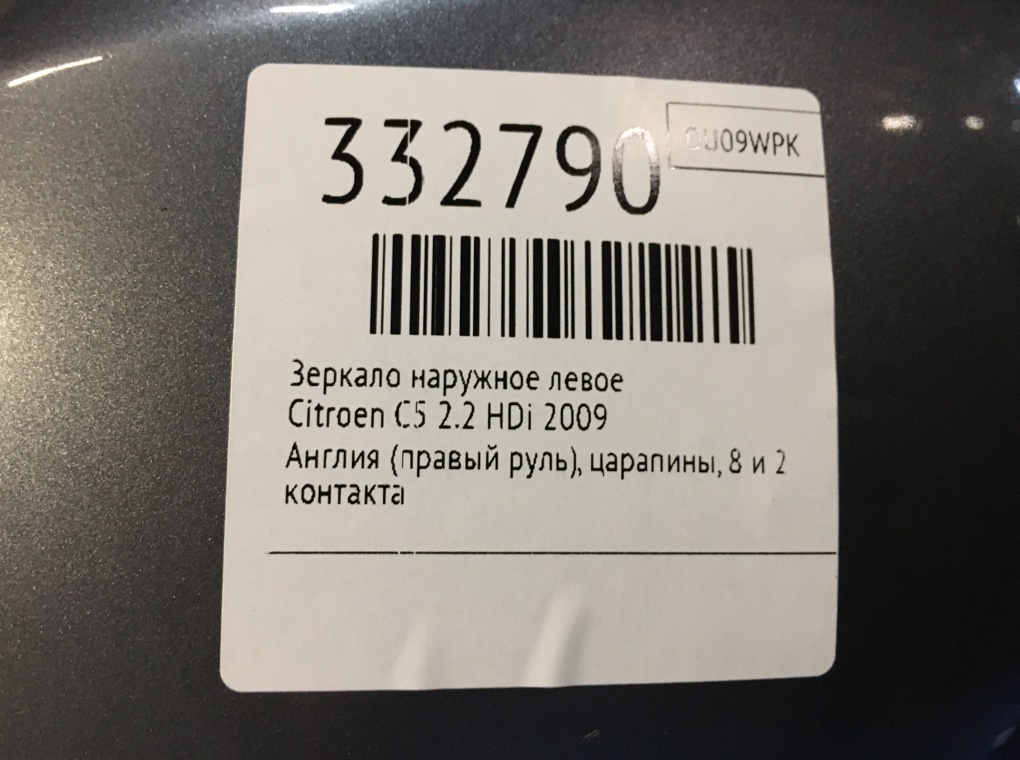 332790
Зеркало наружное левое
Citroen C5 2.2 HDi 2009
Англия (правый руль), царапины, 8 и 2
контакта